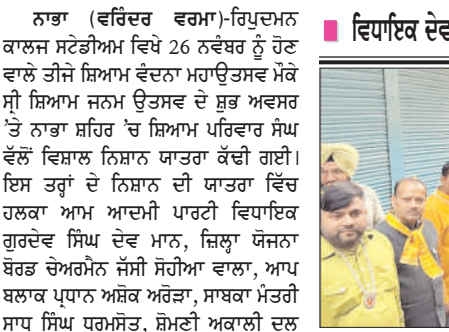 ਨਾਭਾ (ਵਰਿੰਦਰ ਵਰਮਾ)-ਰਿਪੁਦਮਨ
ਕਾਲਜ ਸਟੇਡੀਅਮ ਵਿਖੇ 26 ਨਵੰਬਰ ਨੂੰ ਹੋਣ
ਵਾਲੇ ਤੀਜੇ ਸ਼ਿਆਮ ਵੰਦਨਾ ਮਹਾਉਤਸਵ ਮੌਕੇ
ਸ੍ਰੀ ਸ਼ਿਆਮ ਜਨਮ ਉਤਸਵ ਦੇ ਸ਼ੁਭ ਅਵਸਰ
'ਤੇ ਨਾਭਾ ਸ਼ਹਿਰ 'ਚ ਸ਼ਿਆਮ ਪਰਿਵਾਰ ਸੰਘ
ਵੱਲੋਂ ਵਿਸ਼ਾਲ ਨਿਸ਼ਾਨ ਯਾਤਰਾ ਕੱਢੀ ਗਈ।
ਇਸ ਤਰ੍ਹਾਂ ਦੇ ਨਿਸ਼ਾਨ ਦੀ ਯਾਤਰਾ ਵਿੱਚ
ਹਲਕਾ ਆਮ ਆਦਮੀ ਪਾਰਟੀ ਵਿਧਾਇਕ
ਗੁਰਦੇਵ ਸਿੰਘ ਦੇਵ ਮਾਨ, ਜ਼ਿਲ੍ਹਾ ਯੋਜਨਾ
ਬੋਰਡ ਚੇਅਰਮੈਨ ਜੱਸੀ ਸੋਹੀਆ ਵਾਲਾ, ਆਪ
ਬਲਾਕ ਪ੍ਰਧਾਨ ਅਸ਼ੋਕ ਅਰੋੜਾ, ਸਾਬਕਾ ਮੰਤਰੀ
ਸਾਧ ਸਿੰਘ ਧਰਮਸੋਤ, ਸ਼ੋਮਣੀ ਅਕਾਲੀ ਦਲ
ਵਿਧਾਇਕ ਦੇਵ